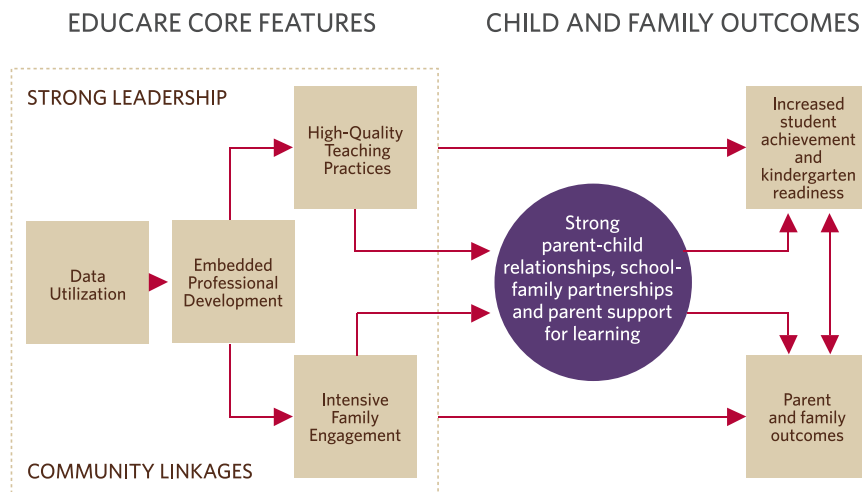 EDUCARE CORE FEATURES
CHILD AND FAMILY OUTCOMES
STRONG LEADERSHIP
High-Quality
Teaching
Practices
Increased
student
achievement
and
kindergarten
readiness
Data
Utilization
Embedded
Professional
Development
Strong
parent-child
relationships, school-
family partnerships
and parent support
for learning
Intensive
Family
Engagement
Parent
and family
outcomes
COMMUNITY LINKAGES